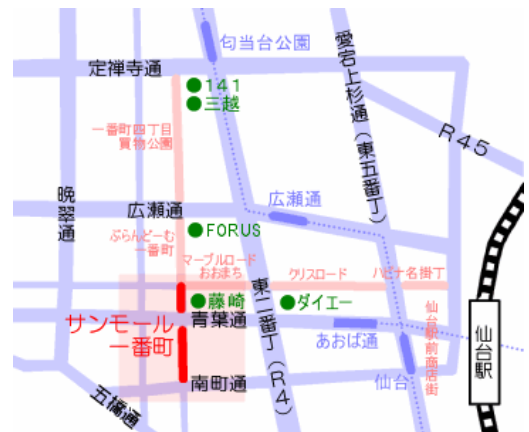 匂当台公園
定禅寺通
141
三越
愛宕上杉通(東五番丁)
R45
一番町四丁目
買物公園
晩翠通
広瀬通
広瀬通
ぶらんどーむ
一番町
FORUS
マーブルロード
おおまち
クリスロード
ハピナ名掛丁
東二番丁(R4)
藤崎
ダイエー
サンモール
一番町
青葉通
あおば通
仙台
仙台駅前商店街
仙台駅
南町通
五橋通